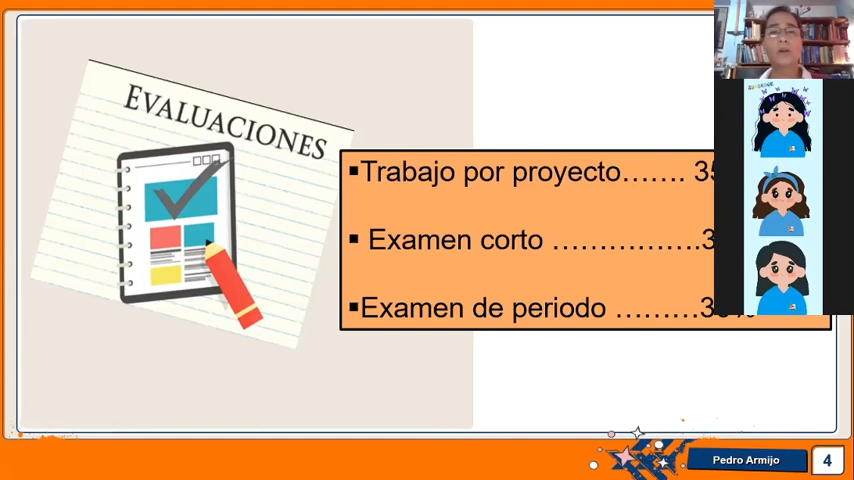 EVALUACIONES
▪Trabajo por proyecto……. 35
▪ Examen corto …………….3
▪Examen de periodo ………3
Pedro Armijo
4